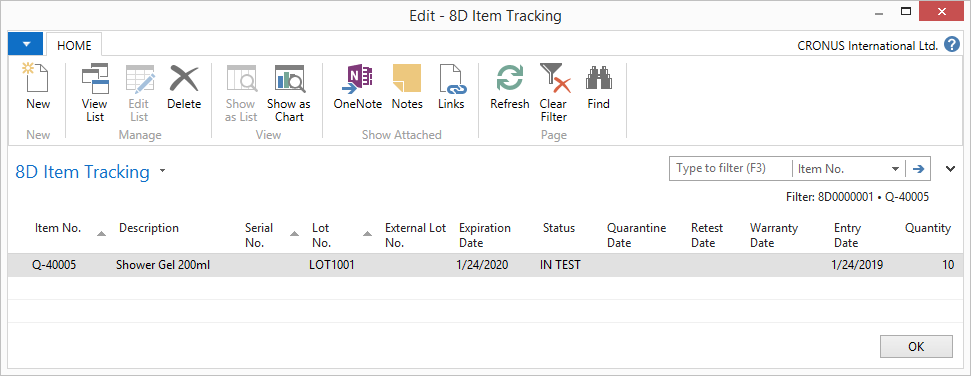 Edit - 8D Item Tracking
HOME
CRONUS International Ltd.
?
New
View List
Edit List
Delete
Show as List
Show as Chart
OneNote
Notes
Links
Refresh
Clear Filter
Find
New
Manage
View
Show Attached
Page
8D Item Tracking
Type to filter (F3)
Item No.
Filter: 8D0000001 • Q-40005
Item No.
Description
Serial No.
Lot No.
External Lot No.
Expiration Date
Status
Quarantine Date
Retest Date
Warranty Date
Entry Date
Quantity
Q-40005
Shower Gel 200ml
LOT1001
1/24/2020
IN TEST
1/24/2019
10
OK